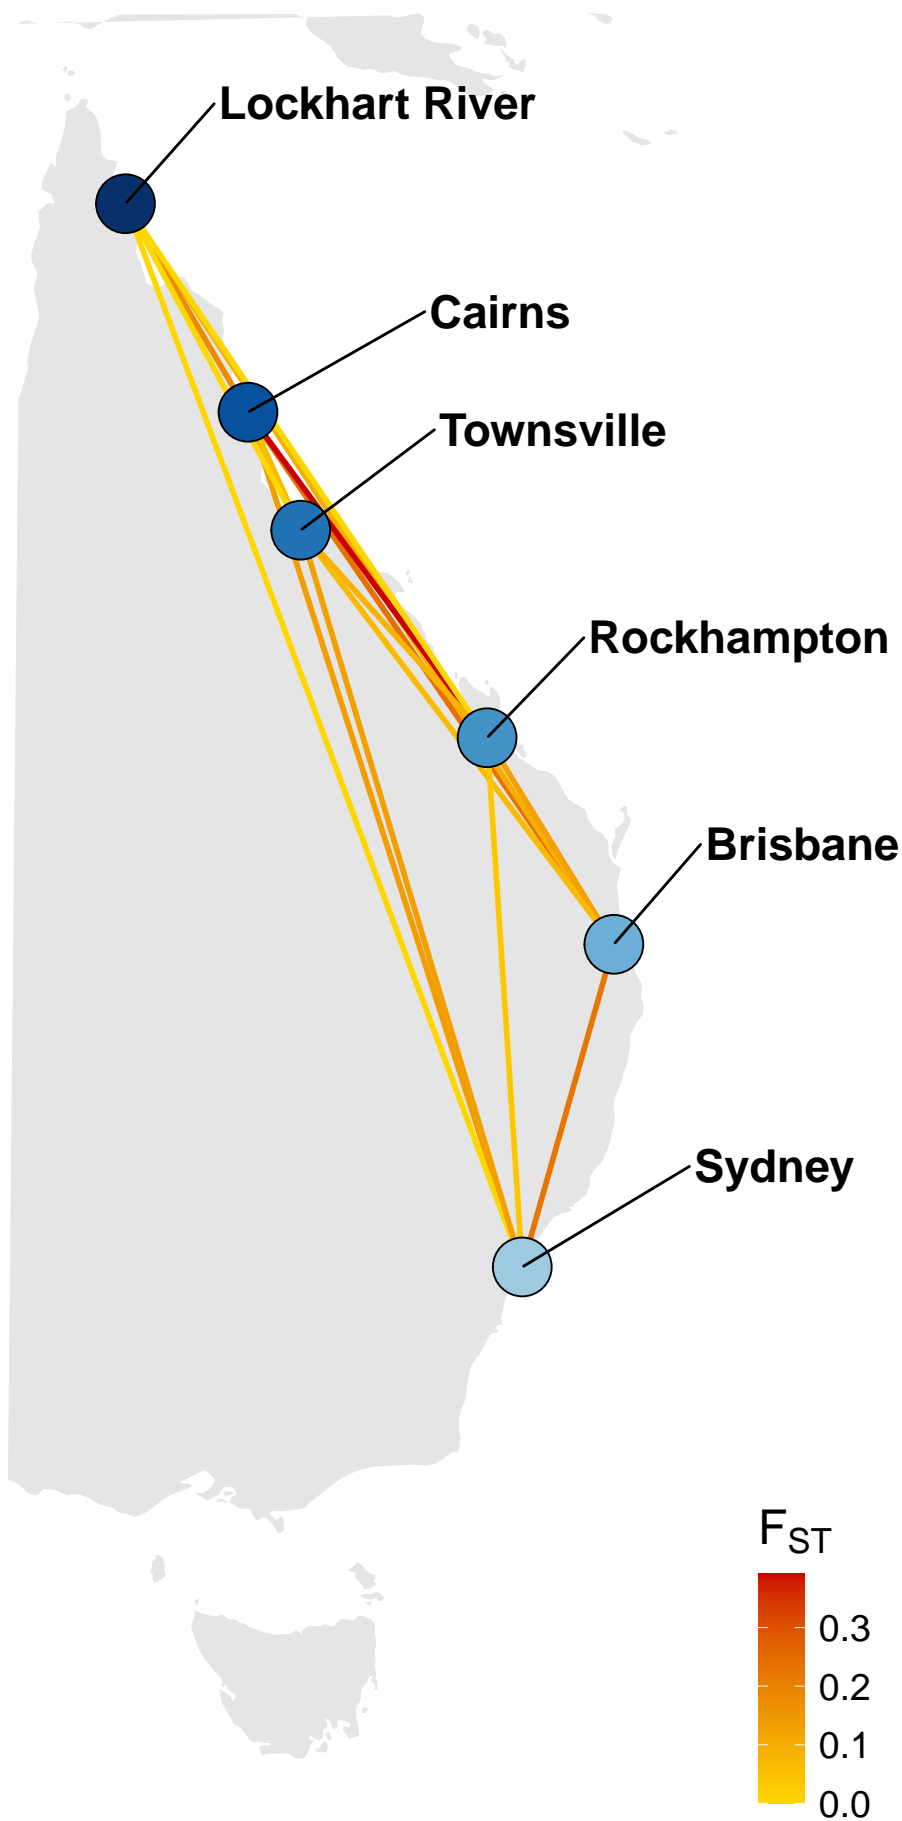 Lockhart River
Cairns
Townsville
Rockhampton
Brisbane
Sydney
FST
0.3
0.2
0.1
0.0